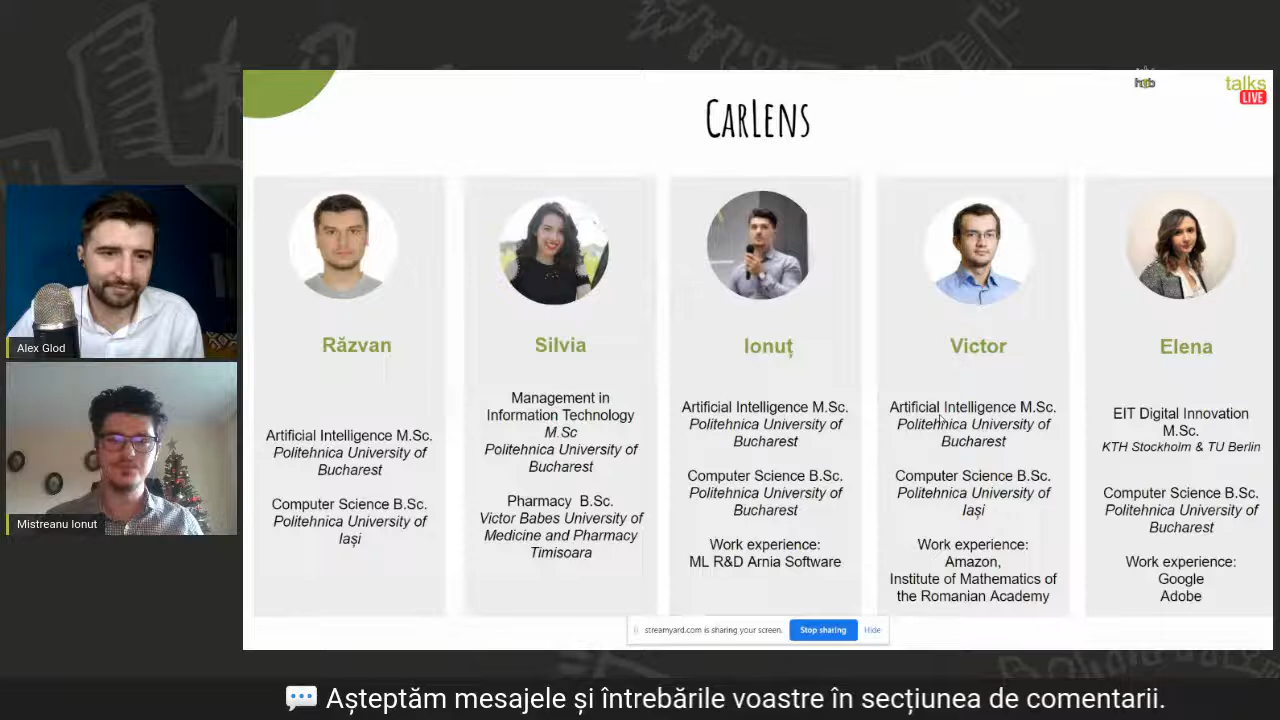 hub
talks
LIVE
CARLENS
Alex Glod
Mistreanu Ionut
Răzvan
Artificial Intelligence M.Sc.
Politehnica University of
Bucharest
Computer Science B.Sc.
Politehnica University of
Iași
Silvia
Management in
Information Technology
M.Sc
Politehnica University of
Bucharest
Pharmacy B.Sc.
Victor Babes University of
Medicine and Pharmacy
Timisoara
Ionuț
Artificial Intelligence M.Sc.
Politehnica University of
Bucharest
Computer Science B.Sc.
Politehnica University of
Bucharest
Work experience:
ML R&D Arnia Software
Victor
Artificial Intelligence M.Sc.
Politehnica University of
Bucharest
Computer Science B.Sc.
Politehnica University of
Iași
Work experience:
Amazon,
Institute of Mathematics of
the Romanian Academy
Elena
EIT Digital Innovation
M.Sc.
KTH Stockholm & TU Berlin
Computer Science B.Sc.
Politehnica University of
Bucharest
Work experience:
Google
Adobe
streamyard.com is sharing your screen. Stop sharing Hide
💬 Așteptăm mesajele și întrebările voastre în secțiunea de comentarii.